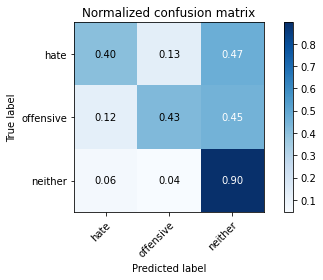 Normalized confusion matrix
True label
hate 0.40 0.13 0.47
offensive 0.12 0.43 0.45
neither 0.06 0.04 0.90
hate offensive neither
Predicted label
0.8
0.7
0.6
0.5
0.4
0.3
0.2
0.1